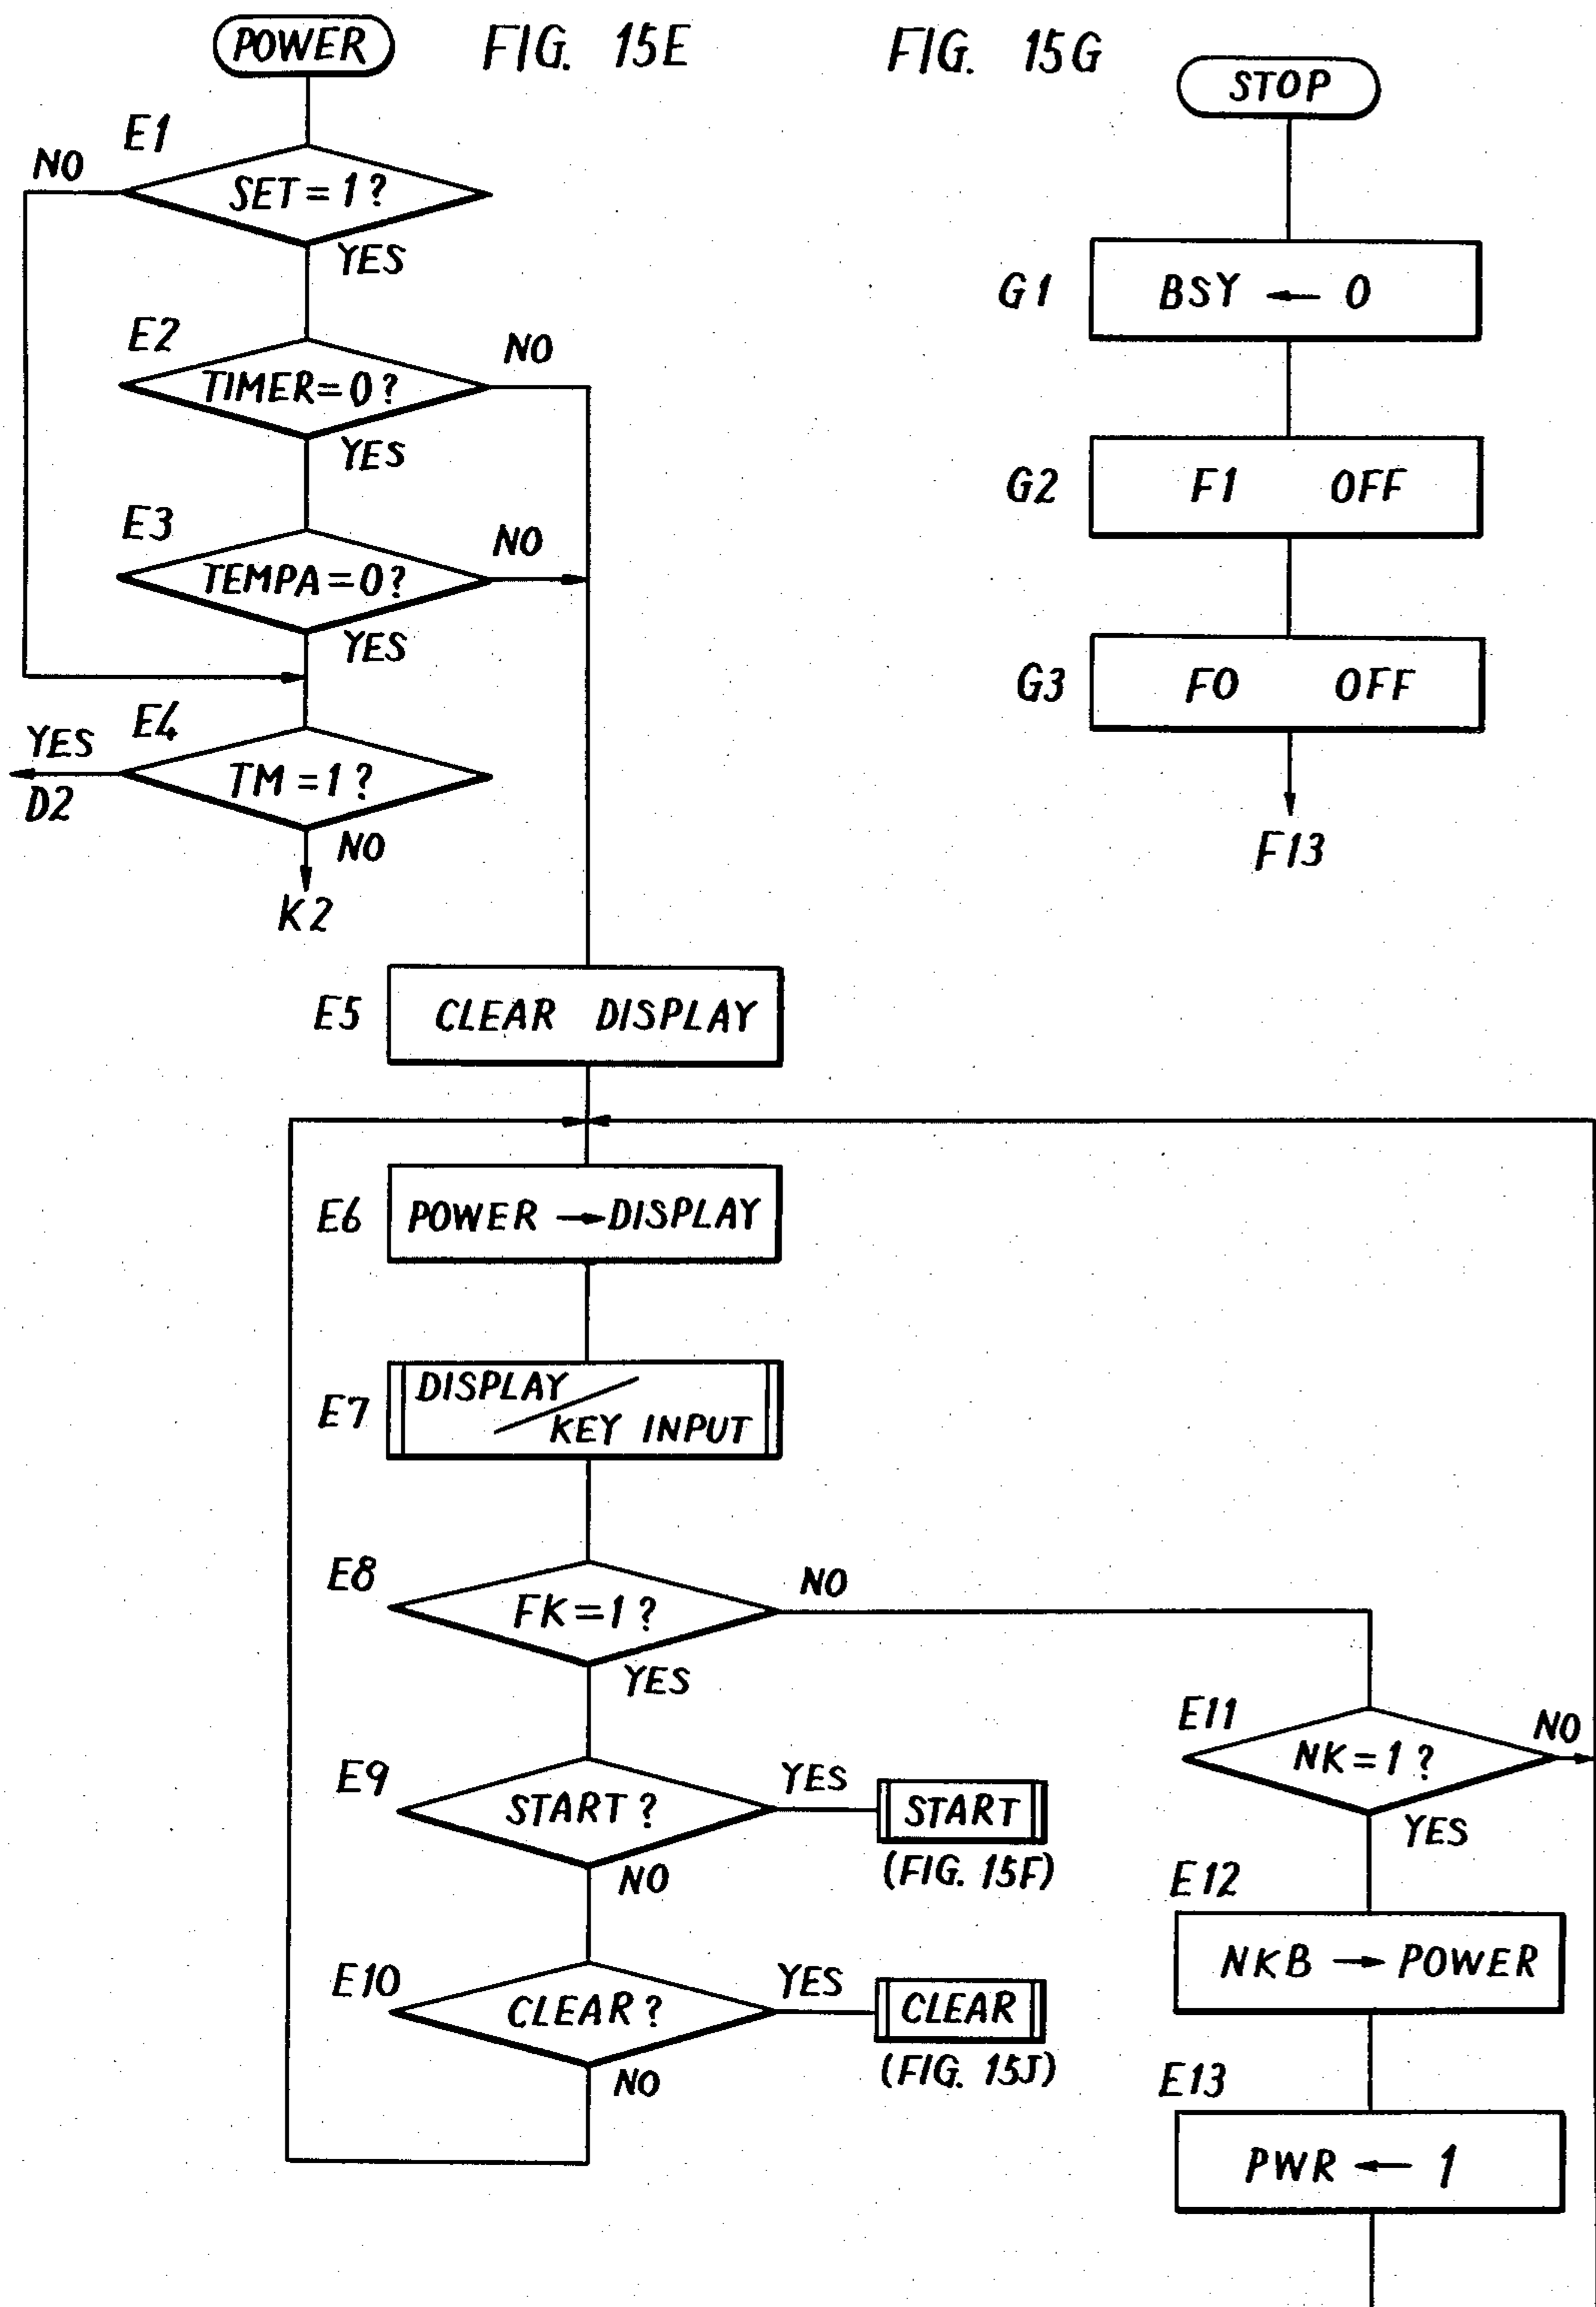 FIG. 15E
POWER
E1
NO
SET = 1 ?
YES
E2
NO
TIMER = 0 ?
YES
E3
NO
TEMPA = 0 ?
YES
E4
YES
D2
TM = 1 ?
NO
K2
E5
CLEAR DISPLAY
E6
POWER → DISPLAY
E7
DISPLAY
/
KEY INPUT
E8
NO
FK = 1 ?
YES
E9
YES
START ?
START
(FIG. 15F)
NO
E10
YES
CLEAR ?
CLEAR
(FIG. 15J)
NO
E11
NO
NK = 1 ?
YES
E12
NKB → POWER
E13
PWR ← 1
FIG. 15G
STOP
G1
BSY ← 0
G2
F1 OFF
G3
F0 OFF
F13